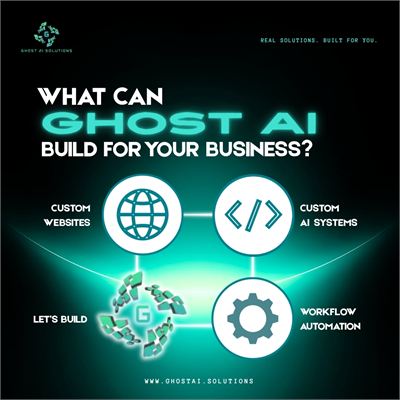 GHOST AI SOLUTIONS
REAL SOLUTIONS. BUILT FOR YOU.
WHAT CAN
GHOST AI
BUILD FOR YOUR BUSINESS?
CUSTOM
WEBSITES
</>
CUSTOM
AI SYSTEMS
LET'S BUILD
G
WORKFLOW
AUTOMATION
WWW.GHOSTAI.SOLUTIONS